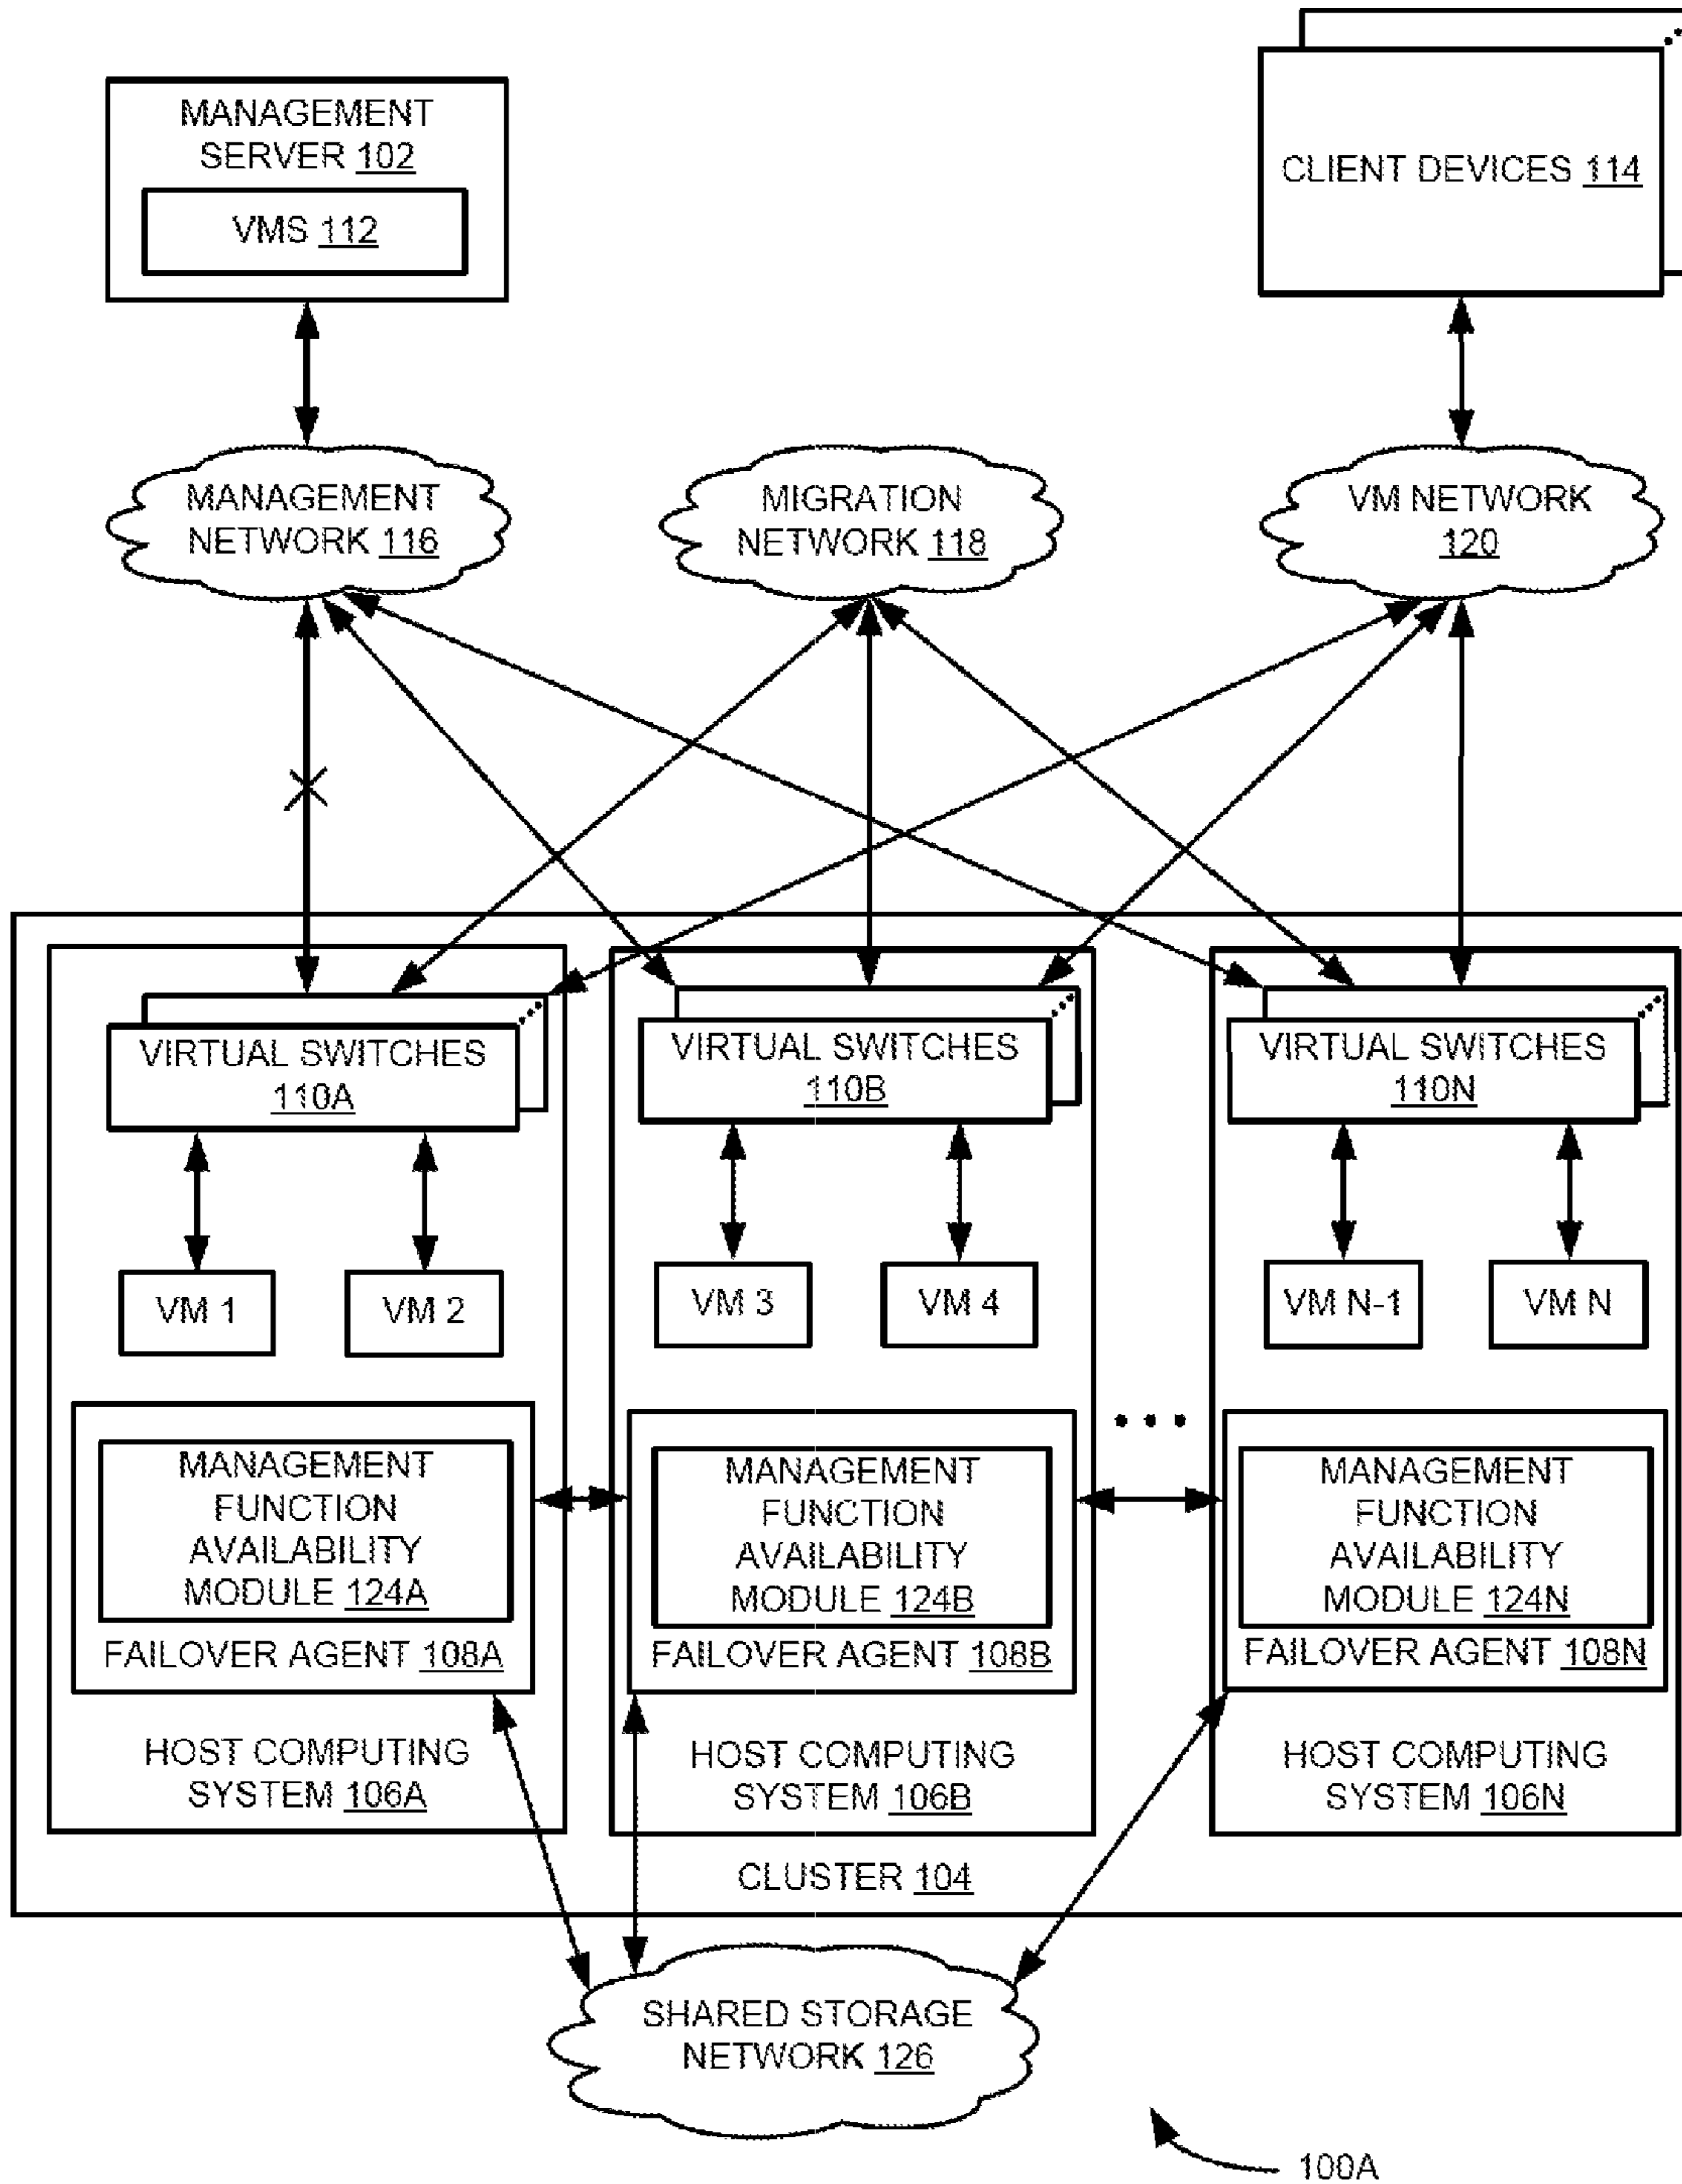 MANAGEMENT
SERVER 102
VMS 112
CLIENT DEVICES 114
MANAGEMENT
NETWORK 116
MIGRATION
NETWORK 118
VM NETWORK
120
VIRTUAL SWITCHES
110A
VIRTUAL SWITCHES
110B
VIRTUAL SWITCHES
110N
VM 1
VM 2
VM 3
VM 4
VM N-1
VM N
MANAGEMENT
FUNCTION
AVAILABILITY
MODULE 124A
FAILOVER AGENT 108A
MANAGEMENT
FUNCTION
AVAILABILITY
MODULE 124B
FAILOVER AGENT 108B
MANAGEMENT
FUNCTION
AVAILABILITY
MODULE 124N
FAILOVER AGENT 108N
HOST COMPUTING
SYSTEM 106A
HOST COMPUTING
SYSTEM 106B
HOST COMPUTING
SYSTEM 106N
CLUSTER 104
SHARED STORAGE
NETWORK 126
100A